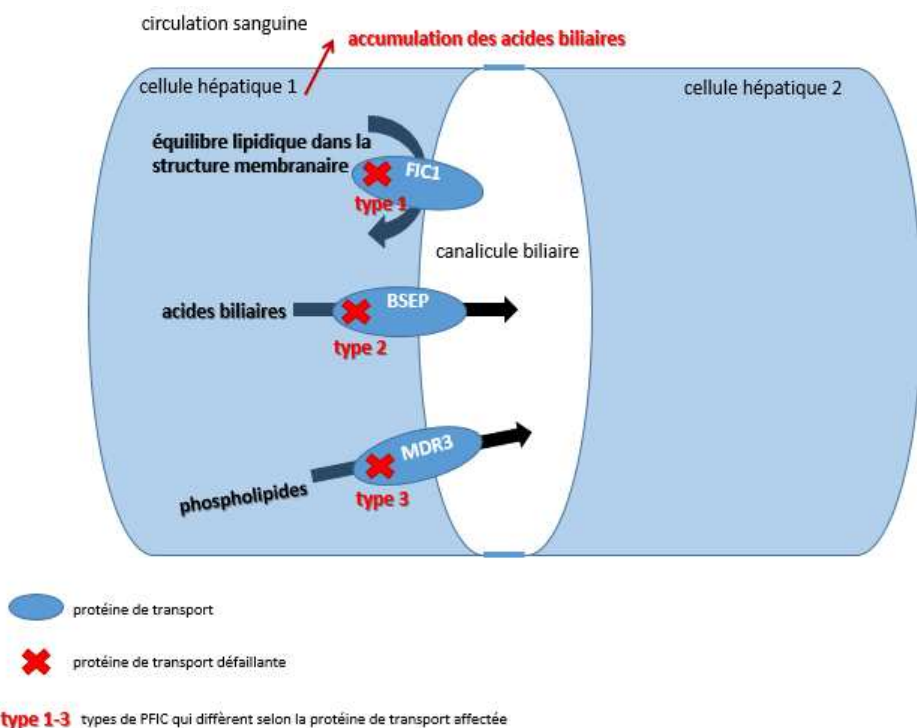 circulation sanguine
accumulation des acides biliaires
cellule hépatique 1
cellule hépatique 2
équilibre lipidique dans la
structure membranaire
FIC1
type 1
canalicule biliaire
acides biliaires
BSEP
type 2
MDR3
phospholipides
type 3
protéine de transport
protéine de transport défaillante
type 1-3 types de PFIC qui diffèrent selon la protéine de transport affectée